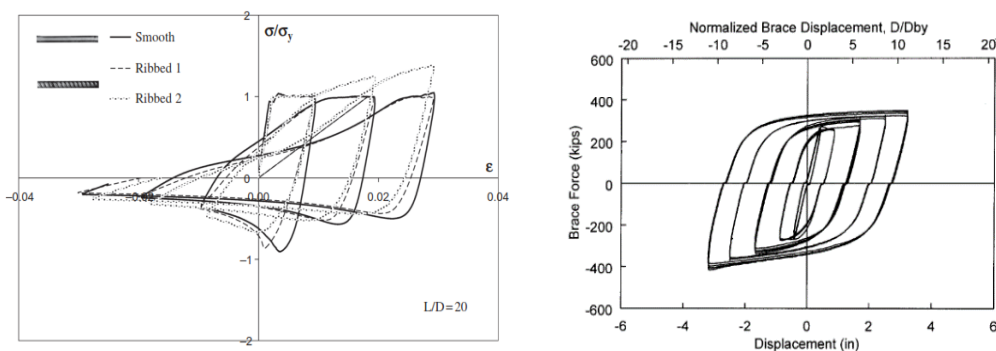 2
σ/σy
Smooth
Ribbed 1
Ribbed 2
1
0
-0.04
0.00
0.02
0.04
ε
-1
L/D=20
-2
Normalized Brace Displacement, D/Dby
-20 -15 -10 -5 0 5 10 15 20
600
400
200
0
-200
-400
-600
Brace Force (kips)
-6 -4 -2 0 2 4 6
Displacement (in)